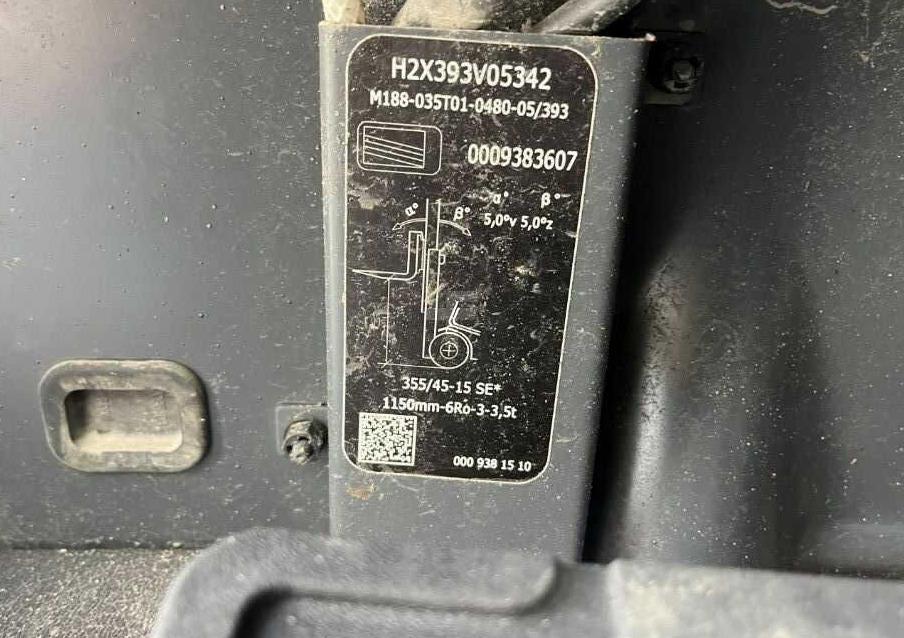 H2X393V05342
M188-035T01-0480-05/393
0009383607
α° β°
α° β° 5,0°v 5,0°z
355/45-15 SE*
1150mm-6Ro-3-3,5t
000 938 15 10